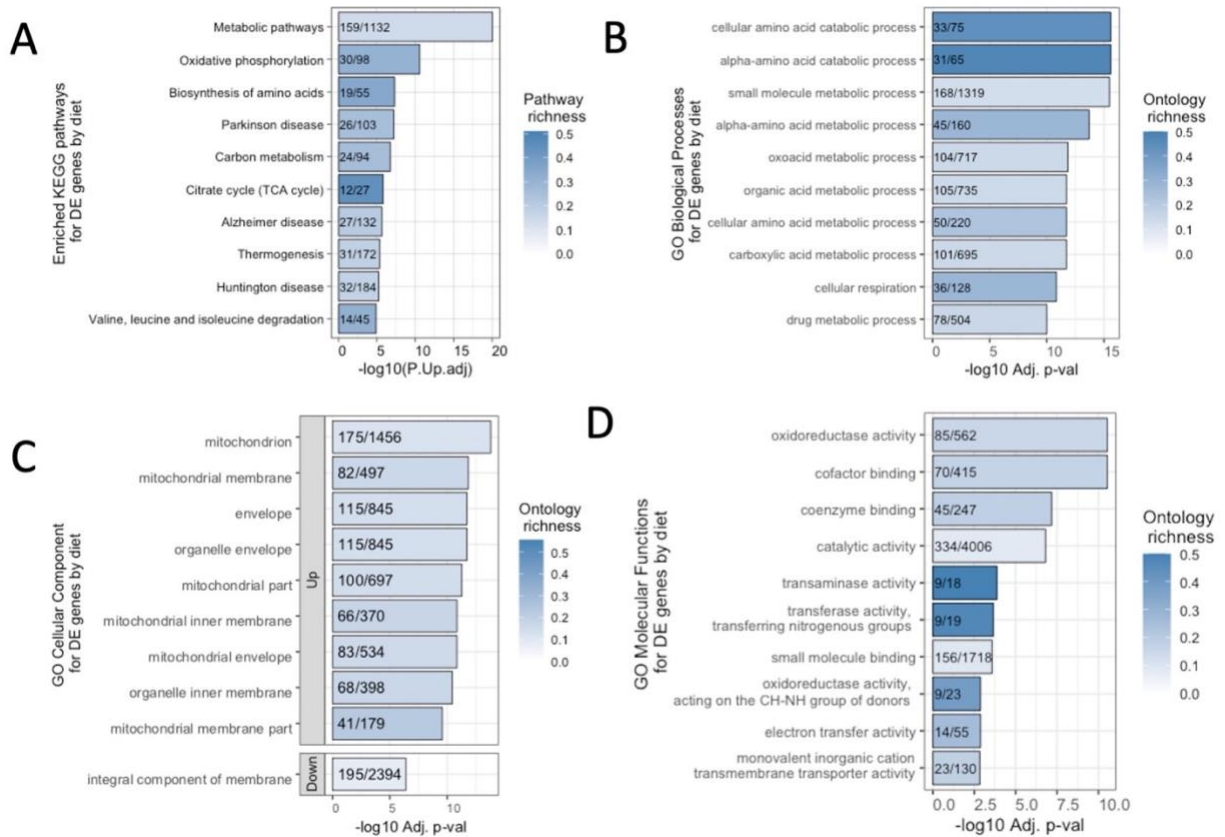 A
Enriched KEGG pathways
for DE genes by diet
Metabolic pathways 159/1132
Oxidative phosphorylation 30/98
Biosynthesis of amino acids 19/55
Parkinson disease 26/103
Carbon metabolism 24/94
Citrate cycle (TCA cycle) 12/27
Alzheimer disease 27/132
Thermogenesis 31/172
Huntington disease 32/184
Valine, leucine and isoleucine degradation 14/45
0 5 10 15 20
-log10(P.Up.adj)
Pathway
richness
0.5
0.4
0.3
0.2
0.1
0.0
B
GO Biological Processes
for DE genes by diet
cellular amino acid catabolic process 33/75
alpha-amino acid catabolic process 31/65
small molecule metabolic process 168/1319
alpha-amino acid metabolic process 45/160
oxoacid metabolic process 104/717
organic acid metabolic process 105/735
cellular amino acid metabolic process 50/220
carboxylic acid metabolic process 101/695
cellular respiration 36/128
drug metabolic process 78/504
0 5 10 15
-log10 Adj. p-val
Ontology
richness
0.5
0.4
0.3
0.2
0.1
0.0
C
GO Cellular Component
for DE genes by diet
Up
mitochondrion 175/1456
mitochondrial membrane 82/497
envelope 115/845
organelle envelope 115/845
mitochondrial part 100/697
mitochondrial inner membrane 66/370
mitochondrial envelope 83/534
organelle inner membrane 68/398
mitochondrial membrane part 41/179
Down
integral component of membrane 195/2394
0 5 10
-log10 Adj. p-val
Ontology
richness
0.5
0.4
0.3
0.2
0.1
0.0
D
GO Molecular Functions
for DE genes by diet
oxidoreductase activity 85/562
cofactor binding 70/415
coenzyme binding 45/247
catalytic activity 334/4006
transaminase activity 9/18
transferase activity,
transferring nitrogenous groups 9/19
small molecule binding 156/1718
oxidoreductase activity,
acting on the CH-NH group of donors 9/23
electron transfer activity 14/55
monovalent inorganic cation
transmembrane transporter activity 23/130
0.0 2.5 5.0 7.5 10.0
-log10 Adj. p-val
Ontology
richness
0.5
0.4
0.3
0.2
0.1
0.0